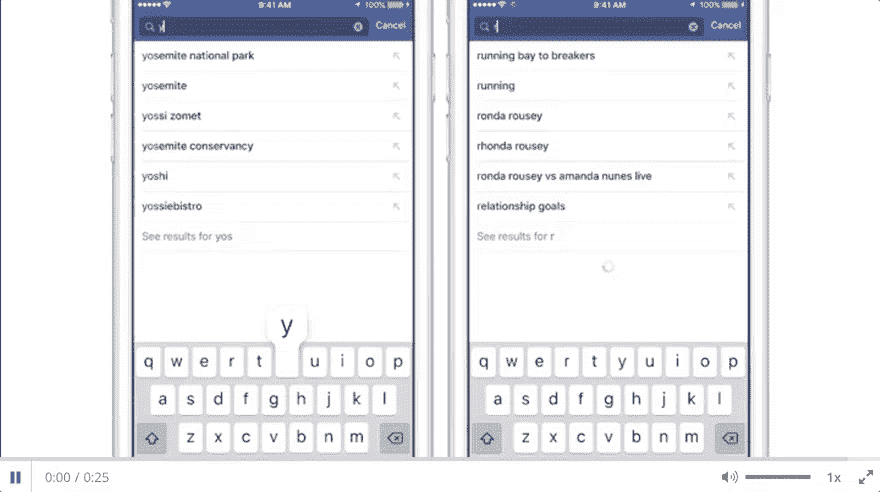 9:41 AM 100%
y Cancel
yosemite national park
yosemite
yossi zomet
yosemite conservancy
yoshi
yossiebistro
See results for yos
y
q w e r t u i o p
a s d f g h j k l
z x c v b n m
9:41 AM 100%
r Cancel
running bay to breakers
running
ronda rousey
rhonda rousey
ronda rousey vs amanda nunes live
relationship goals
See results for r
q w e r t y u i o p
a s d f g h j k l
z x c v b n m
0:00 / 0:25 1x